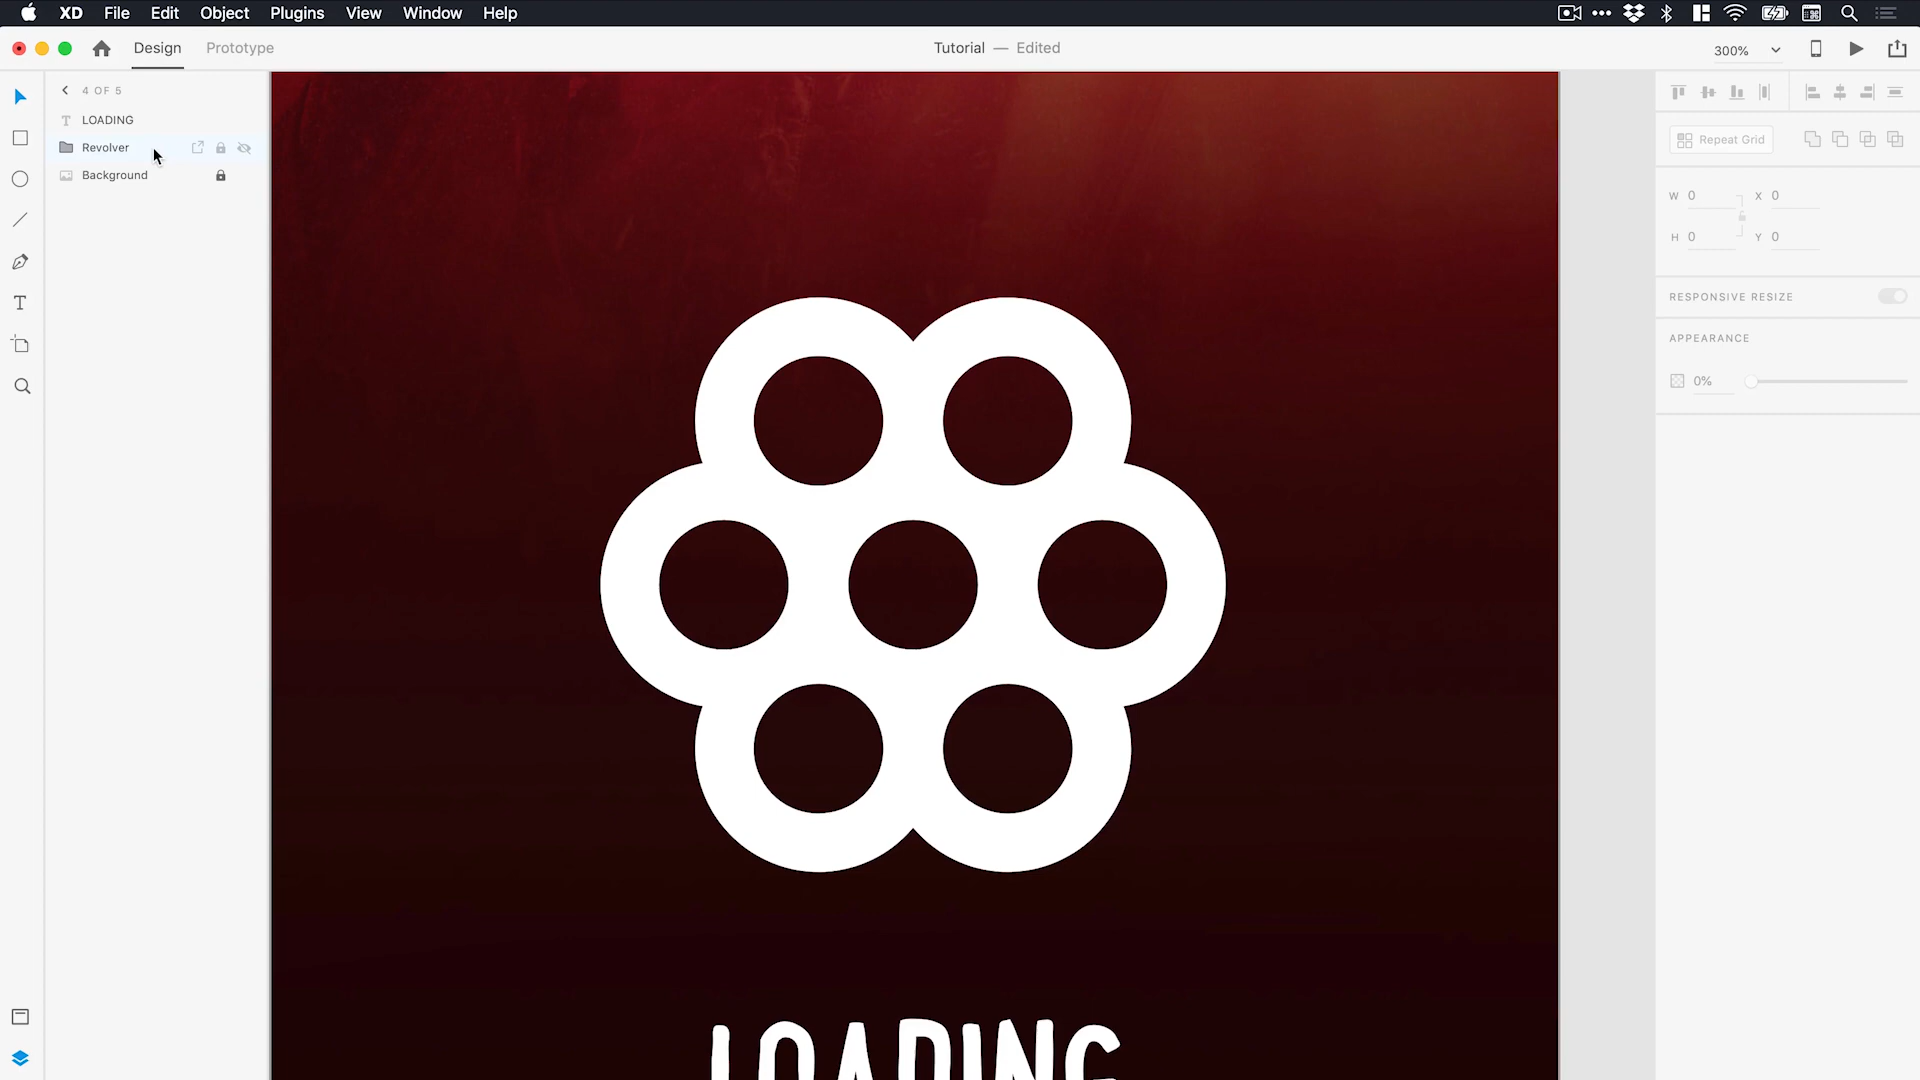 XD File Edit Object Plugins View Window Help
Design Prototype
Tutorial — Edited
300%
4 OF 5
LOADING
Revolver
Background
Repeat Grid
W 0 X 0
H 0 Y 0
RESPONSIVE RESIZE
APPEARANCE
0%
LOADING